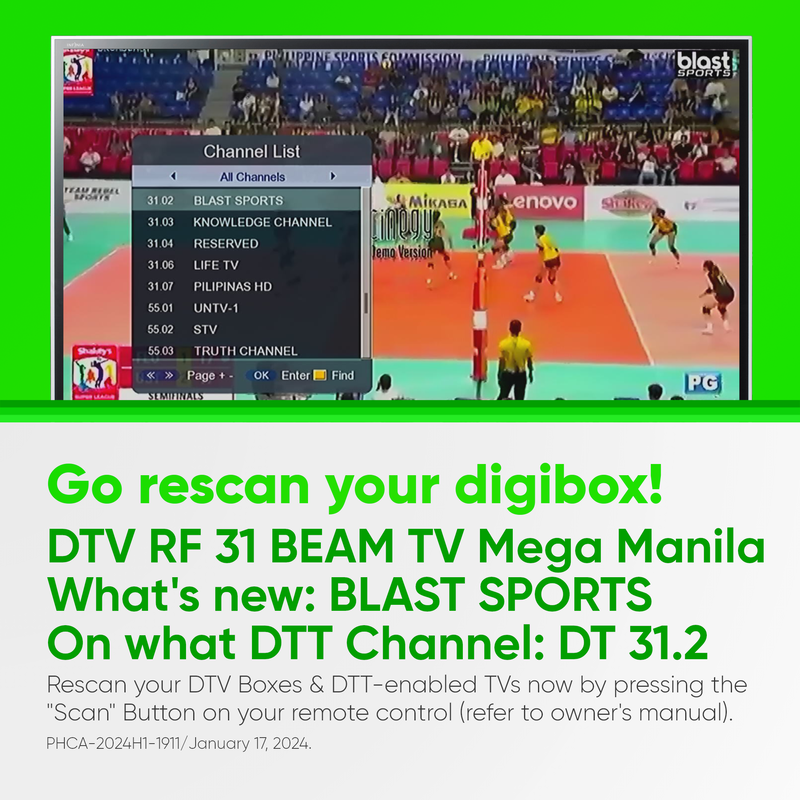 PHILIPPINE SPORTS COMMISSION
blast
SPORTS
Channel List
All Channels
31.02 BLAST SPORTS
31.03 KNOWLEDGE CHANNEL
31.04 RESERVED
31.06 LIFE TV
31.07 PILIPINAS HD
55.01 UNTV-1
55.02 STV
55.03 TRUTH CHANNEL
« » Page + - OK Enter Find
TEAM REBEL
SPORTS
MIKASA
Lenovo
Shakey's
Demo Version
Shakey's
SUPER LEAGUE
SEMIFINALS
PG
Go rescan your digibox!
DTV RF 31 BEAM TV Mega Manila
What's new: BLAST SPORTS
On what DTT Channel: DT 31.2
Rescan your DTV Boxes & DTT-enabled TVs now by pressing the
"Scan" Button on your remote control (refer to owner's manual).
PHCA-2024H1-1911/January 17, 2024.